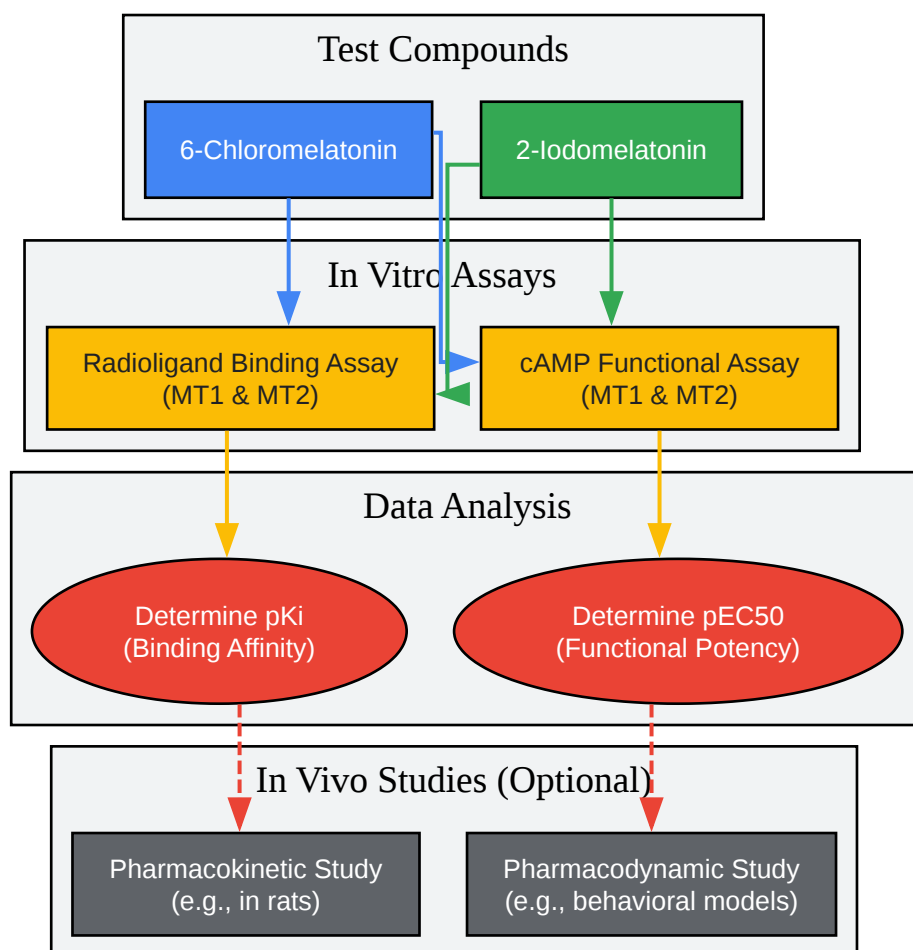 Test Compounds
6-Chloromelatonin
2-Iodomelatonin
In Vitro Assays
Radioligand Binding Assay
(MT1 & MT2)
cAMP Functional Assay
(MT1 & MT2)
Data Analysis
Determine pKi
(Binding Affinity)
Determine pEC50
(Functional Potency)
In Vivo Studies (Optional)
Pharmacokinetic Study
(e.g., in rats)
Pharmacodynamic Study
(e.g., behavioral models)